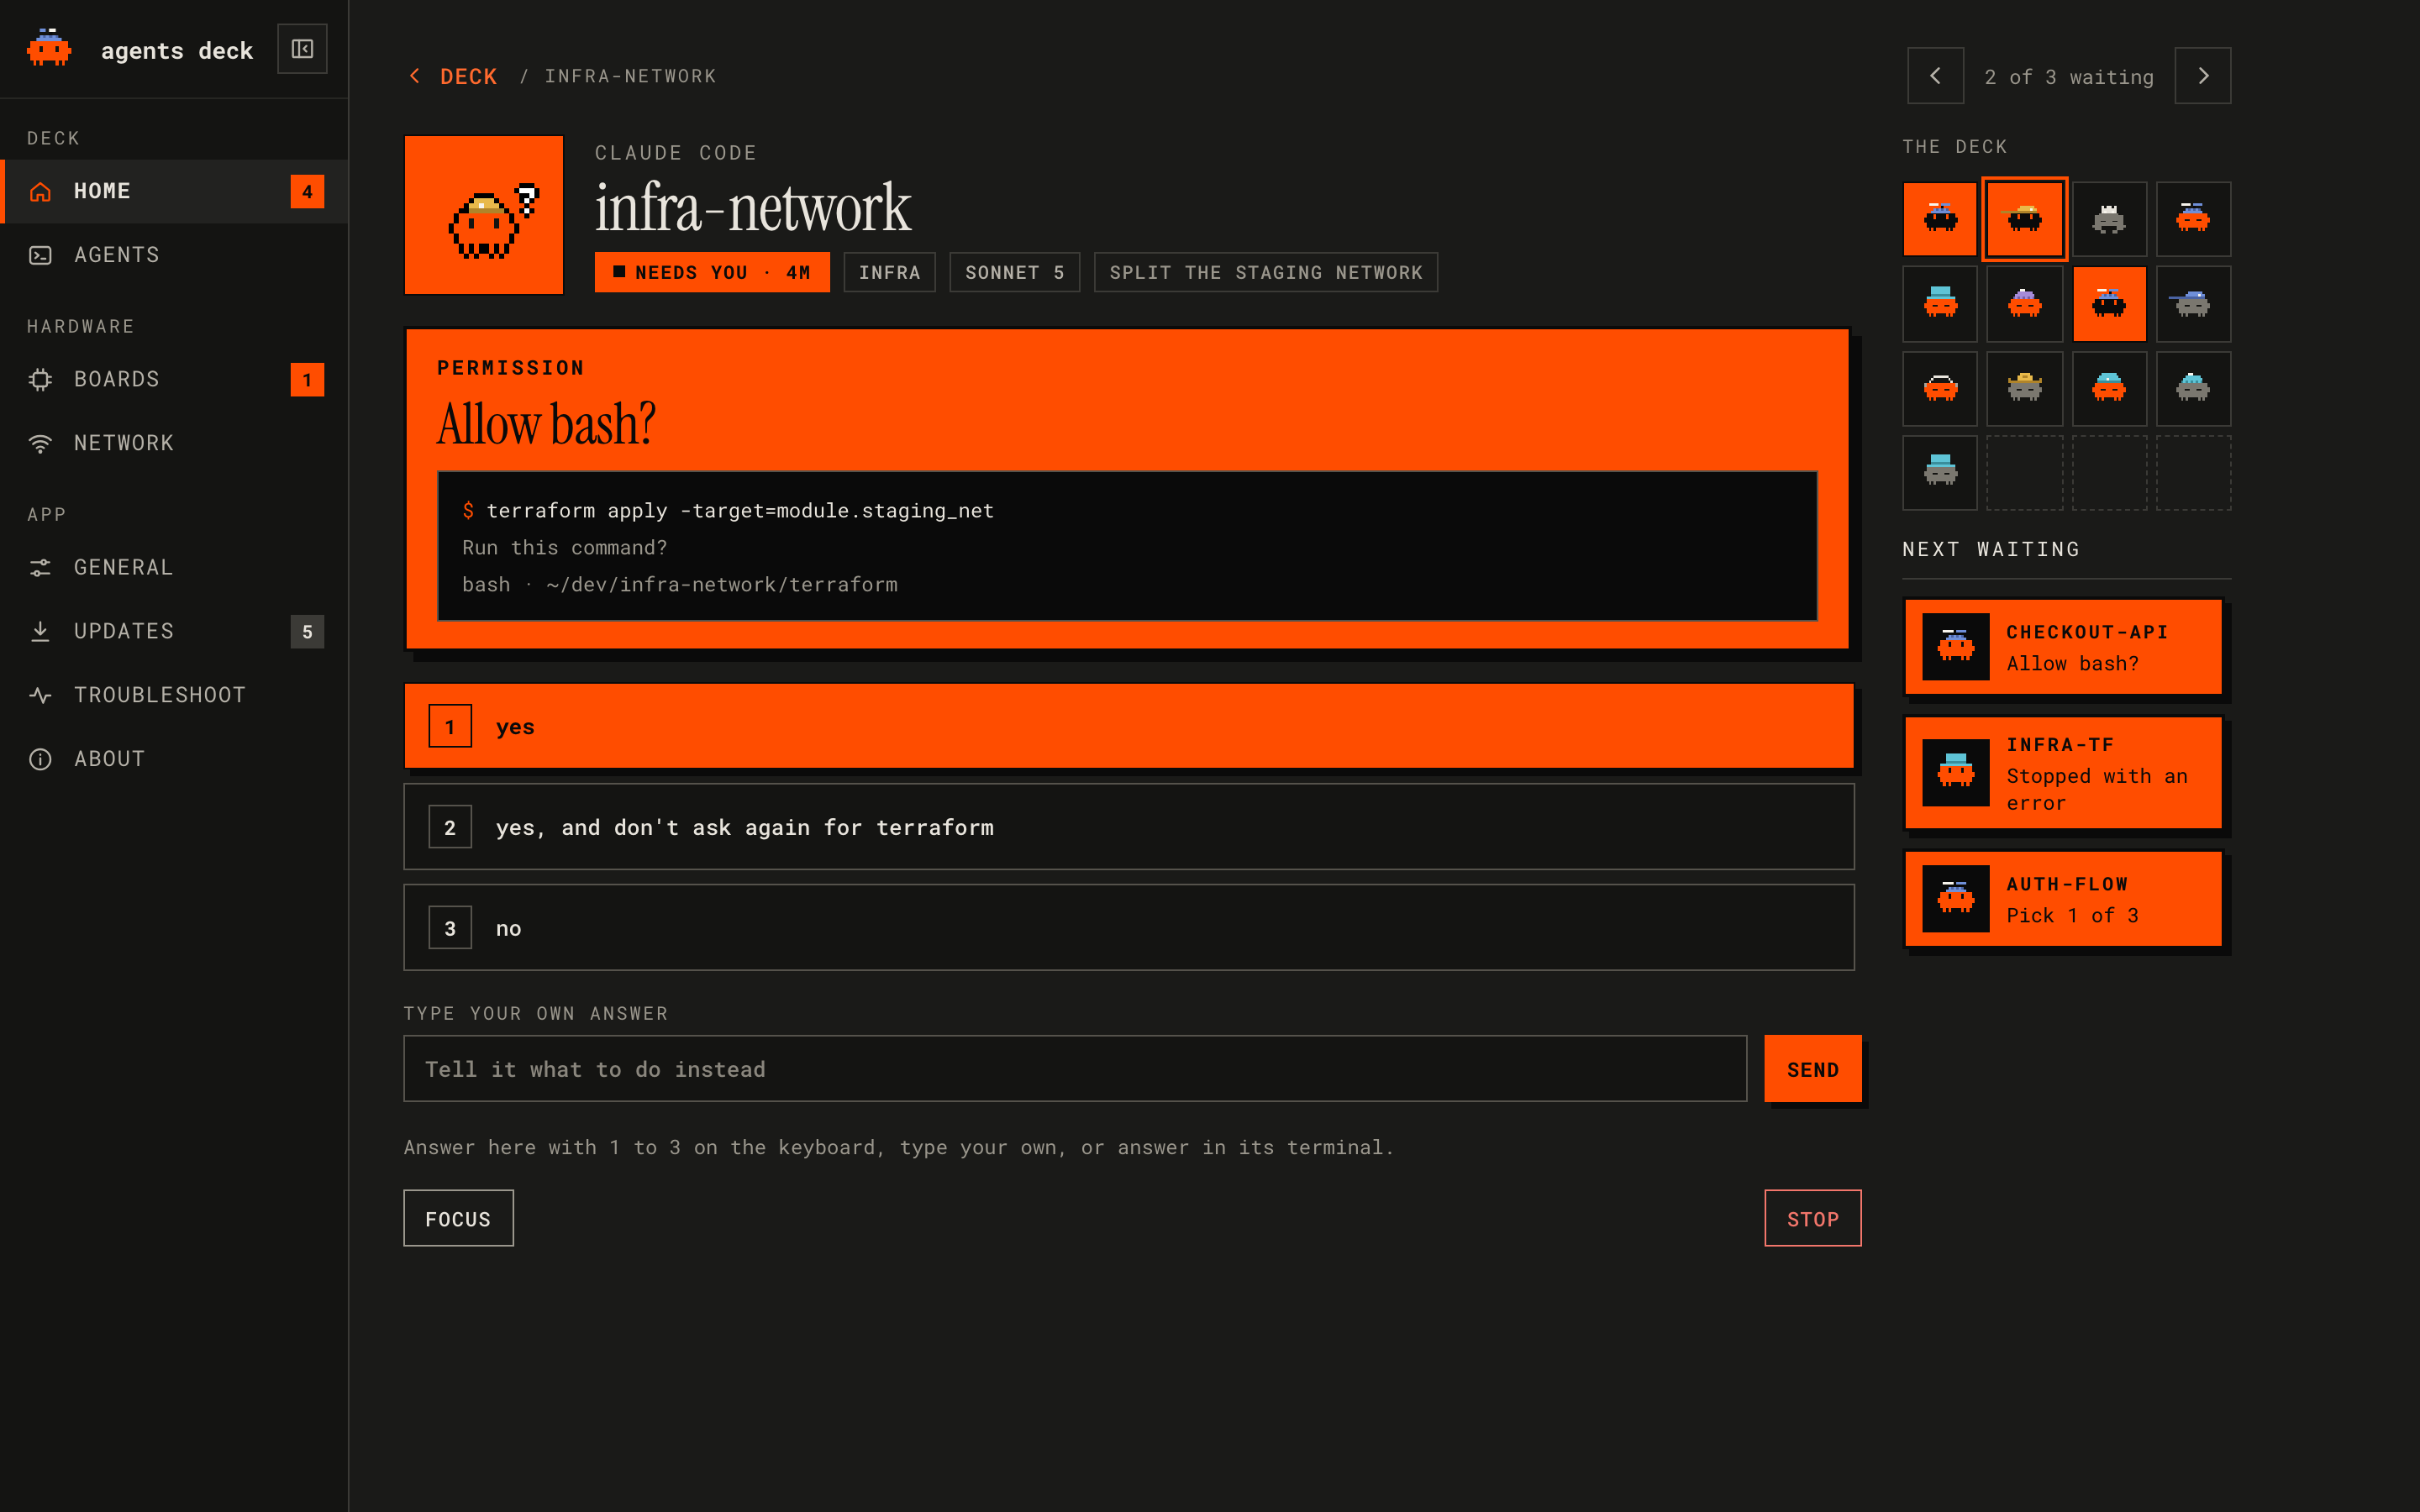 agents deck
DECK
HOME 4
AGENTS
HARDWARE
BOARDS 1
NETWORK
APP
GENERAL
UPDATES 5
TROUBLESHOOT
ABOUT
DECK / INFRA-NETWORK
CLAUDE CODE
infra-network
NEEDS YOU · 4M INFRA SONNET 5 SPLIT THE STAGING NETWORK
PERMISSION
Allow bash?
$ terraform apply -target=module.staging_net
Run this command?
bash · ~/dev/infra-network/terraform
1 yes
2 yes, and don't ask again for terraform
3 no
TYPE YOUR OWN ANSWER
Tell it what to do instead
SEND
Answer here with 1 to 3 on the keyboard, type your own, or answer in its terminal.
FOCUS
STOP
2 of 3 waiting
THE DECK
NEXT WAITING
CHECKOUT-API
Allow bash?
INFRA-TF
Stopped with an
error
AUTH-FLOW
Pick 1 of 3